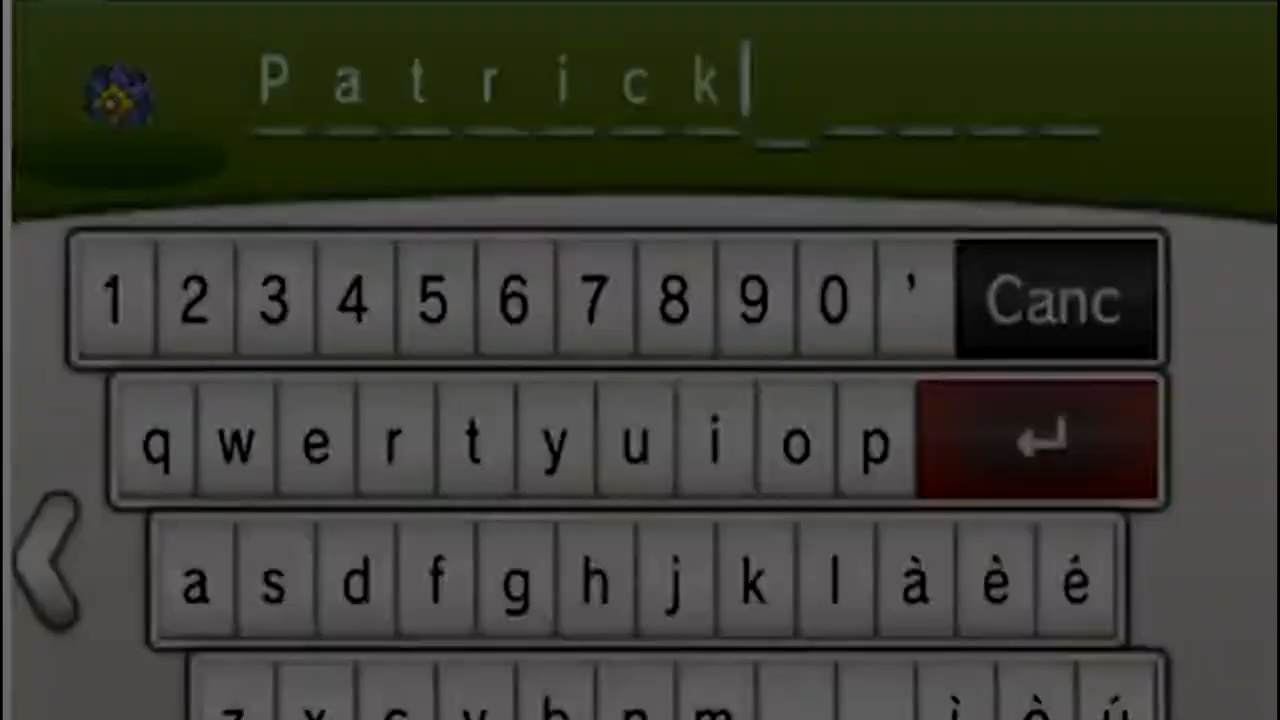 Patrick
1 2 3 4 5 6 7 8 9 0 ’ Canc
q w e r t y u i o p ↵
a s d f g h j k l à è é
z x c v b n m ì ò ú